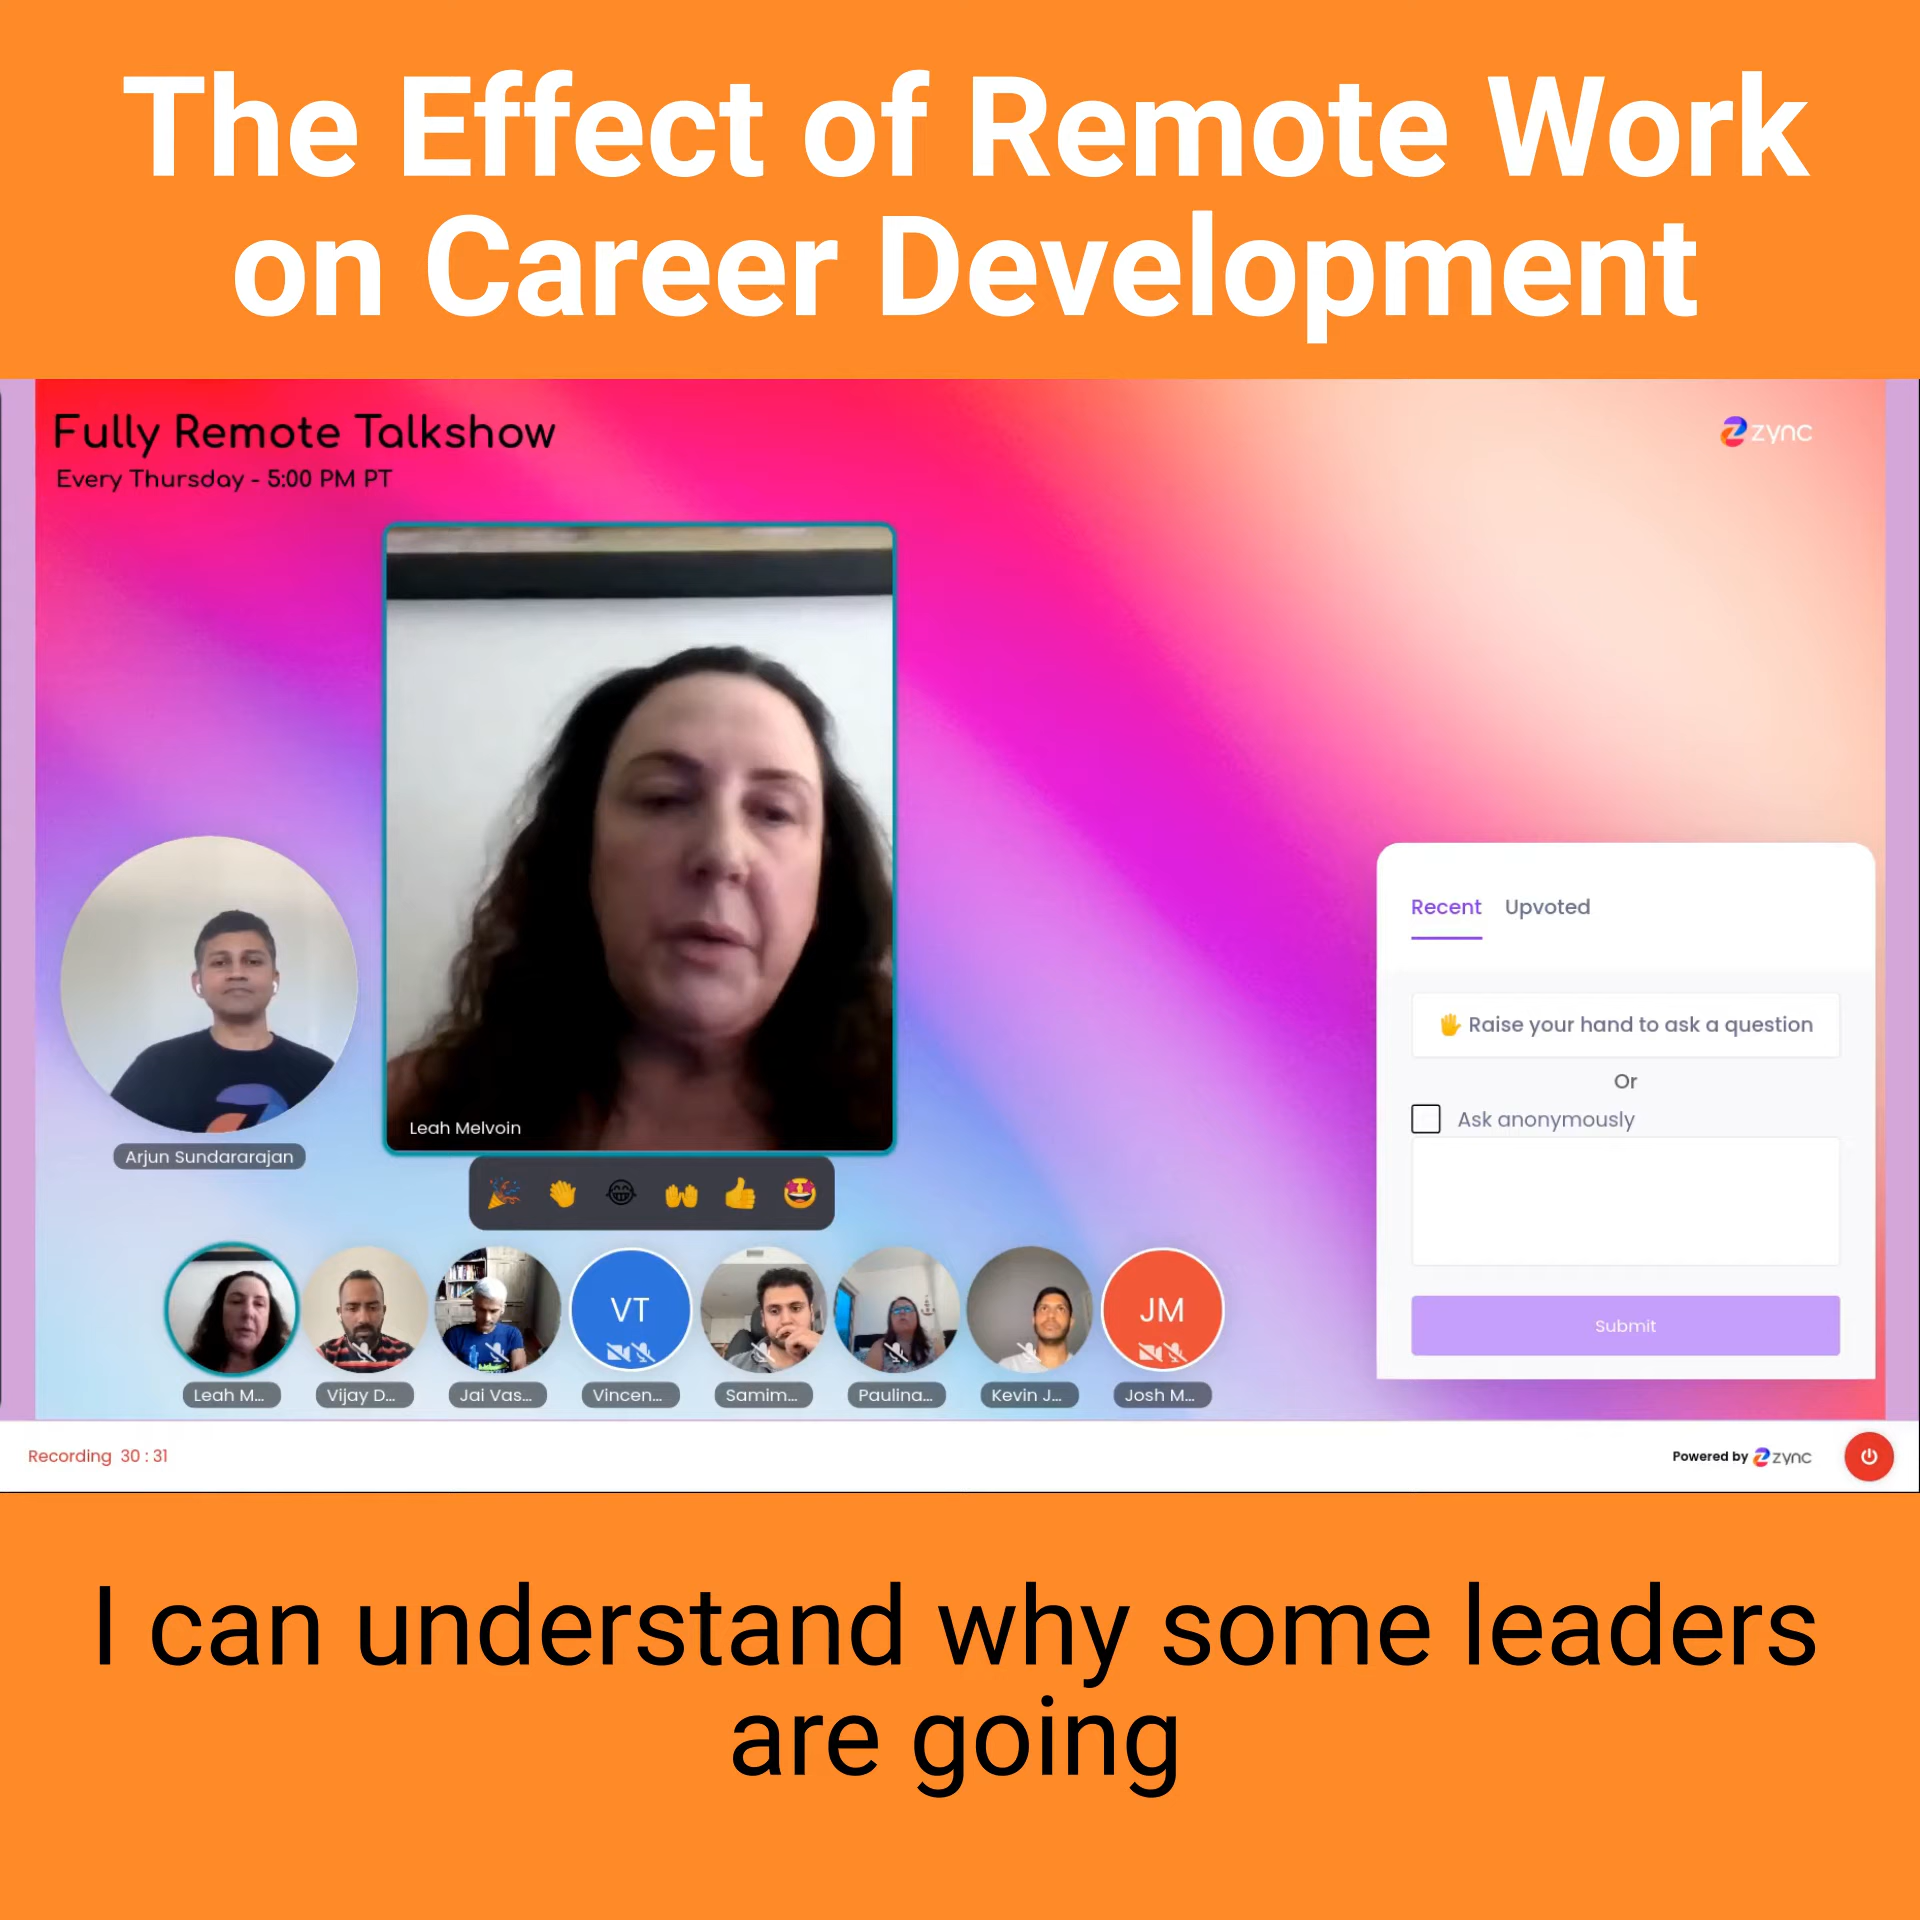 The Effect of Remote Work
on Career Development
Fully Remote Talkshow
Every Thursday - 5:00 PM PT
zync
Leah Melvoin
Arjun Sundararajan
Recent Upvoted
Raise your hand to ask a question
Or
Ask anonymously
Submit
VT
JM
Leah M...
Vijay D...
Jai Vas...
Vincen...
Samim...
Paulina...
Kevin J...
Josh M...
Recording 30 : 31
Powered by zync
I can understand why some leaders
are going